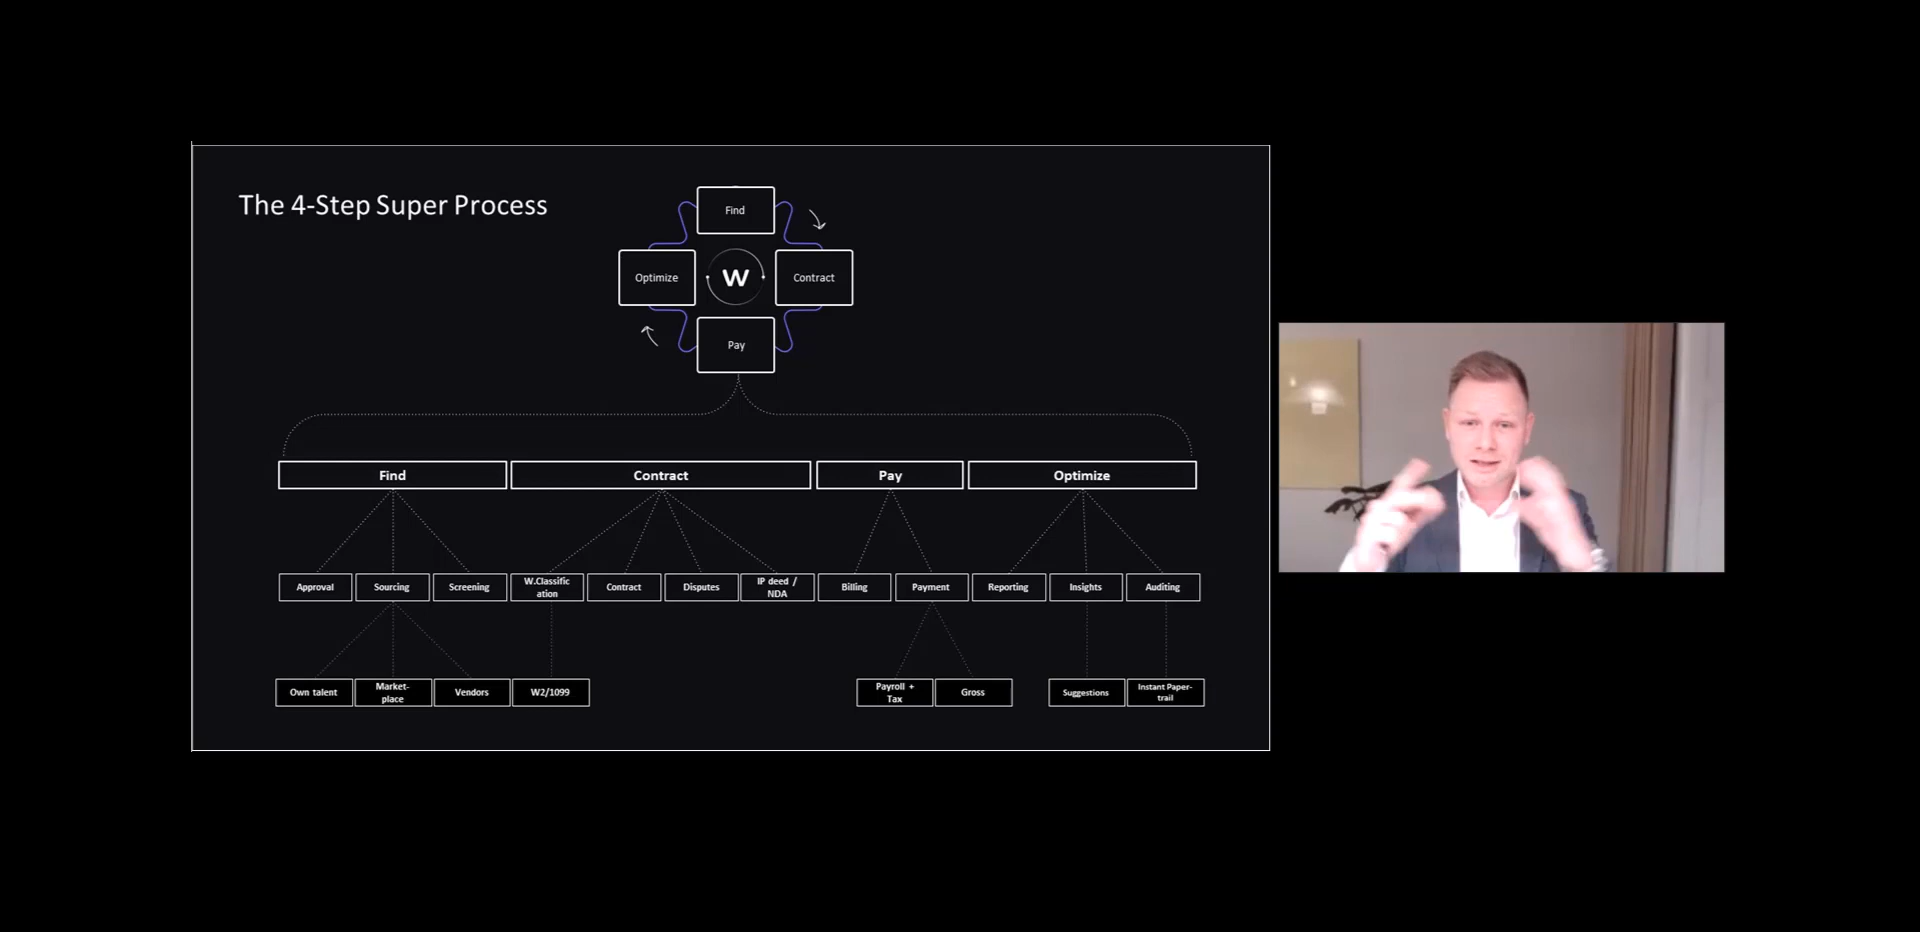 The 4-Step Super Process
Find
Optimize
W
Contract
Pay
Find
Contract
Pay
Optimize
Approval
Sourcing
Screening
W.Classific
ation
Contract
Disputes
IP deed /
NDA
Billing
Payment
Reporting
Insights
Auditing
Own talent
Market-
place
Vendors
W2/1099
Payroll +
Tax
Gross
Suggestions
Instant Paper-
trail